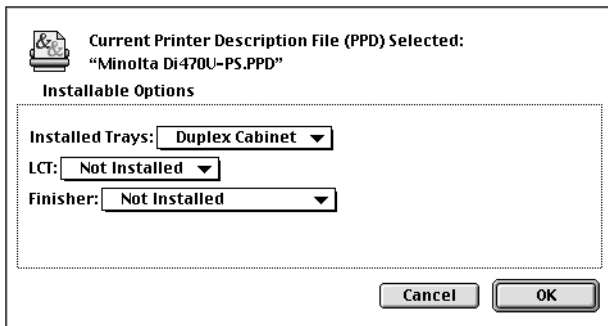 Current Printer Description File (PPD) Selected:
“Minolta Di470U-PS.PPD”
Installable Options
Installed Trays: Duplex Cabinet
LCT: Not Installed
Finisher: Not Installed
Cancel OK